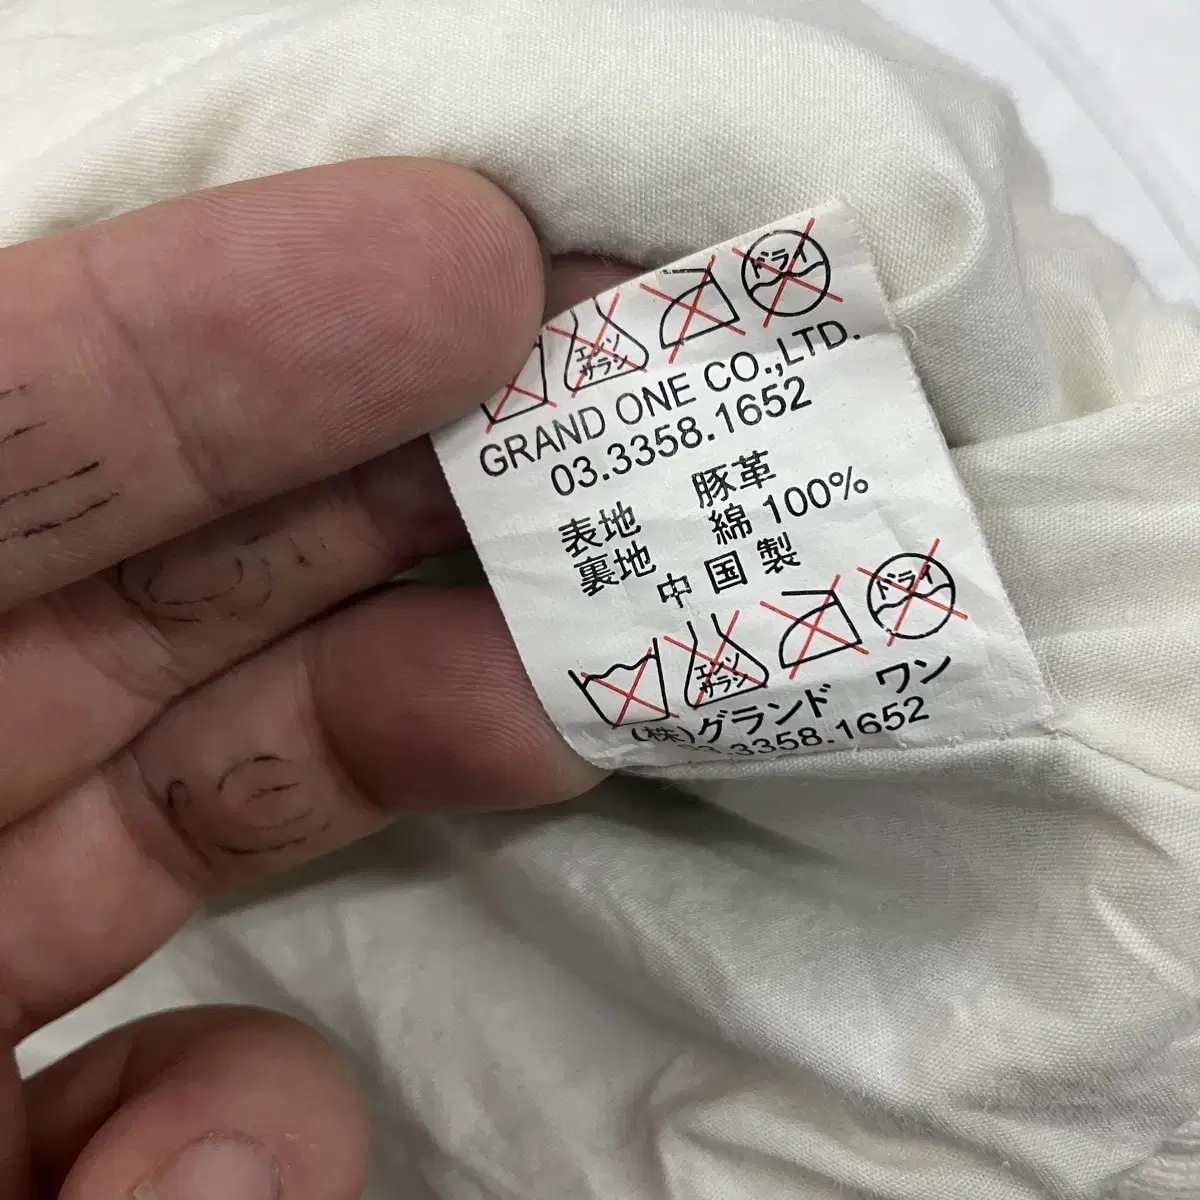 ドライ
エンソ
サラシ
GRAND ONE CO.,LTD.
03.3358.1652
表地 豚革
裏地 綿 100%
中国製
ドライ
エンソ
サラシ
(株)グランド ワン
03.3358.1652